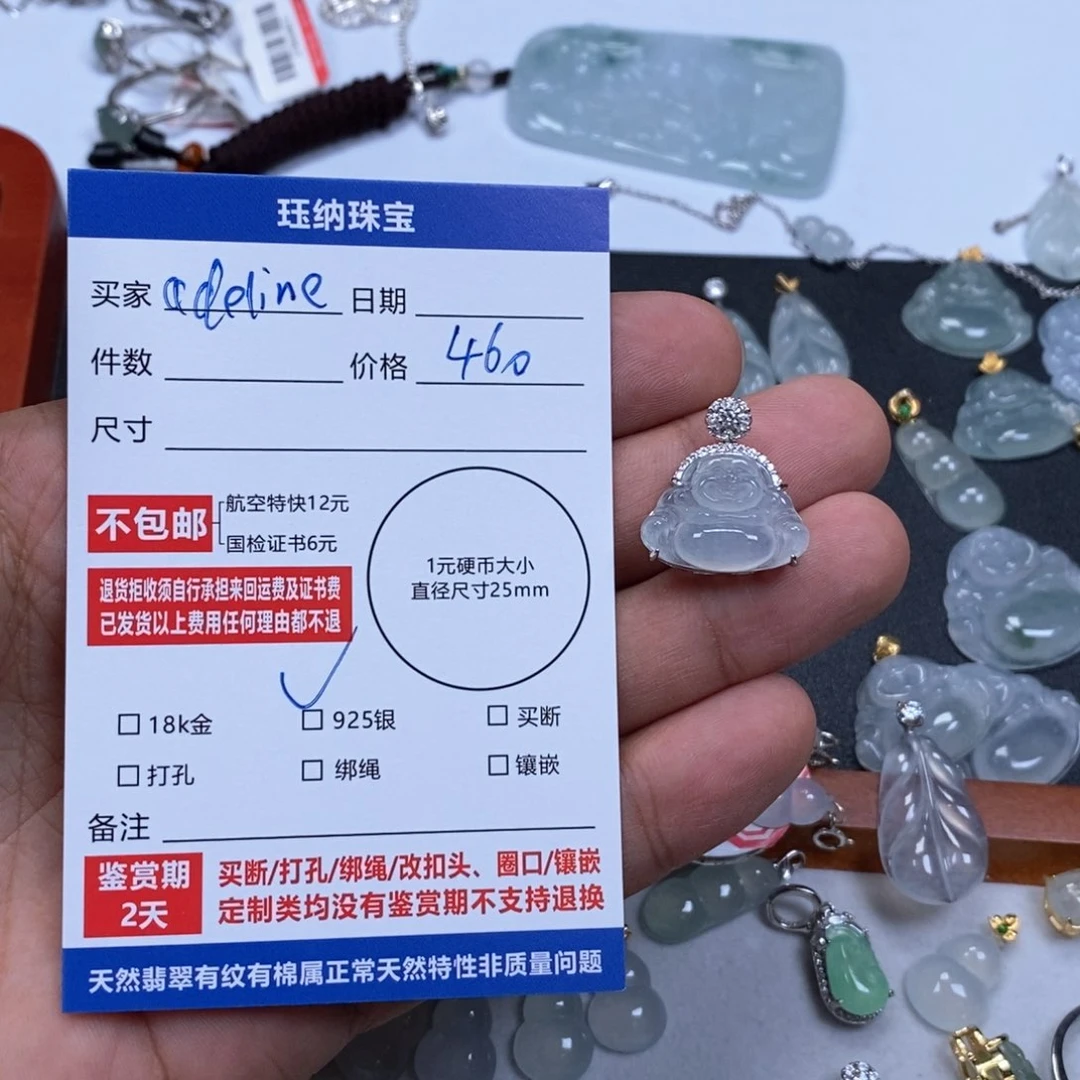 珏纳珠宝
买家 adeline 日期
件数 价格 460
尺寸
不包邮 航空特快12元
国检证书6元
退货拒收须自行承担来回运费及证书费
已发货以上费用任何理由都不退
1元硬币大小
直径尺寸25mm
☐ 18k金 ☐ 925银 ☐ 买断
☐ 打孔 ☐ 绑绳 ☐ 镶嵌
备注
鉴赏期
2天
买断/打孔/绑绳/改扣头、圈口/镶嵌
定制类均没有鉴赏期不支持退换
天然翡翠有纹有棉属正常天然特性非质量问题